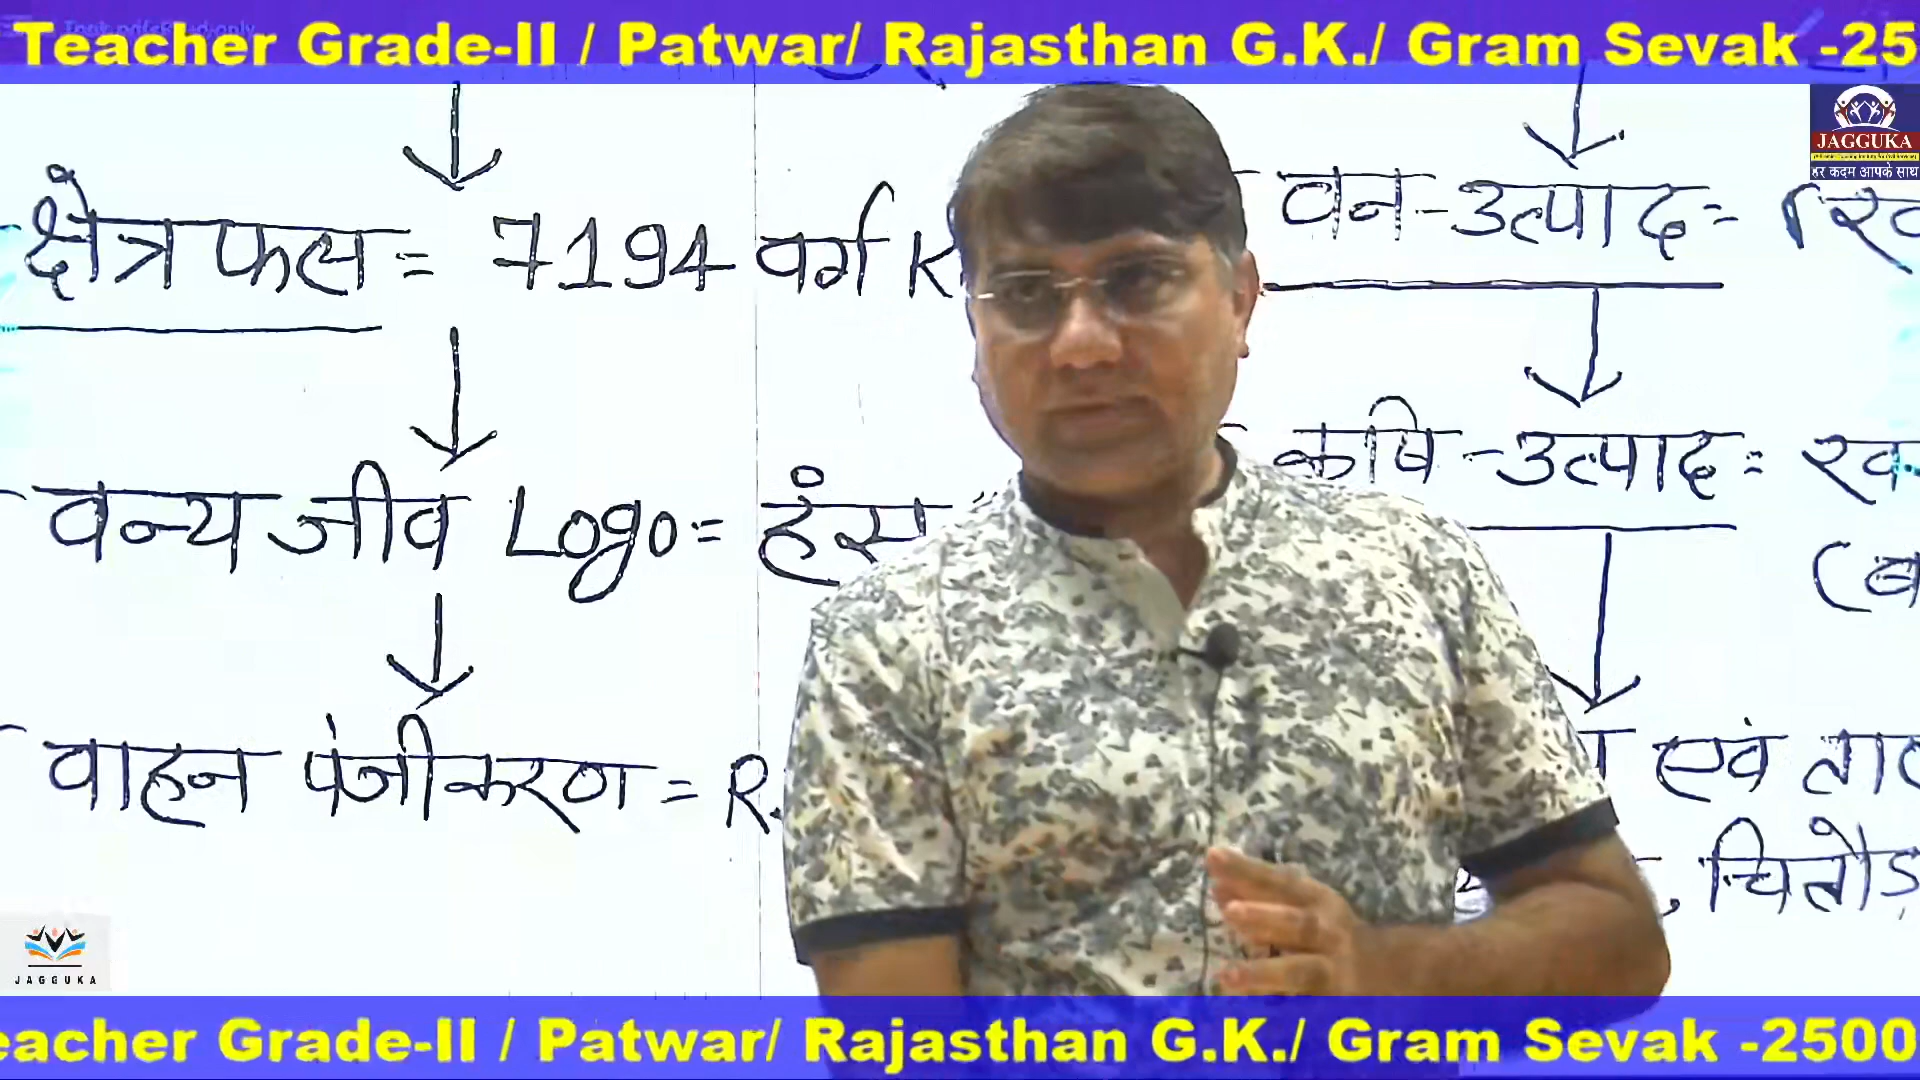 Teacher Grade-II / Patwar/ Rajasthan G.K./ Gram Sevak -25
JAGGUKA
हर कदम आपके साथ
क्षेत्रफल = 7194 वर्ग K
वन्य जीव Logo = हंस
वाहन पंजीकरण = R.
वन-उत्पाद =
कृषि-उत्पाद =
एवं
, चितौड़
JAGGUKA
eacher Grade-II / Patwar/ Rajasthan G.K./ Gram Sevak -2500